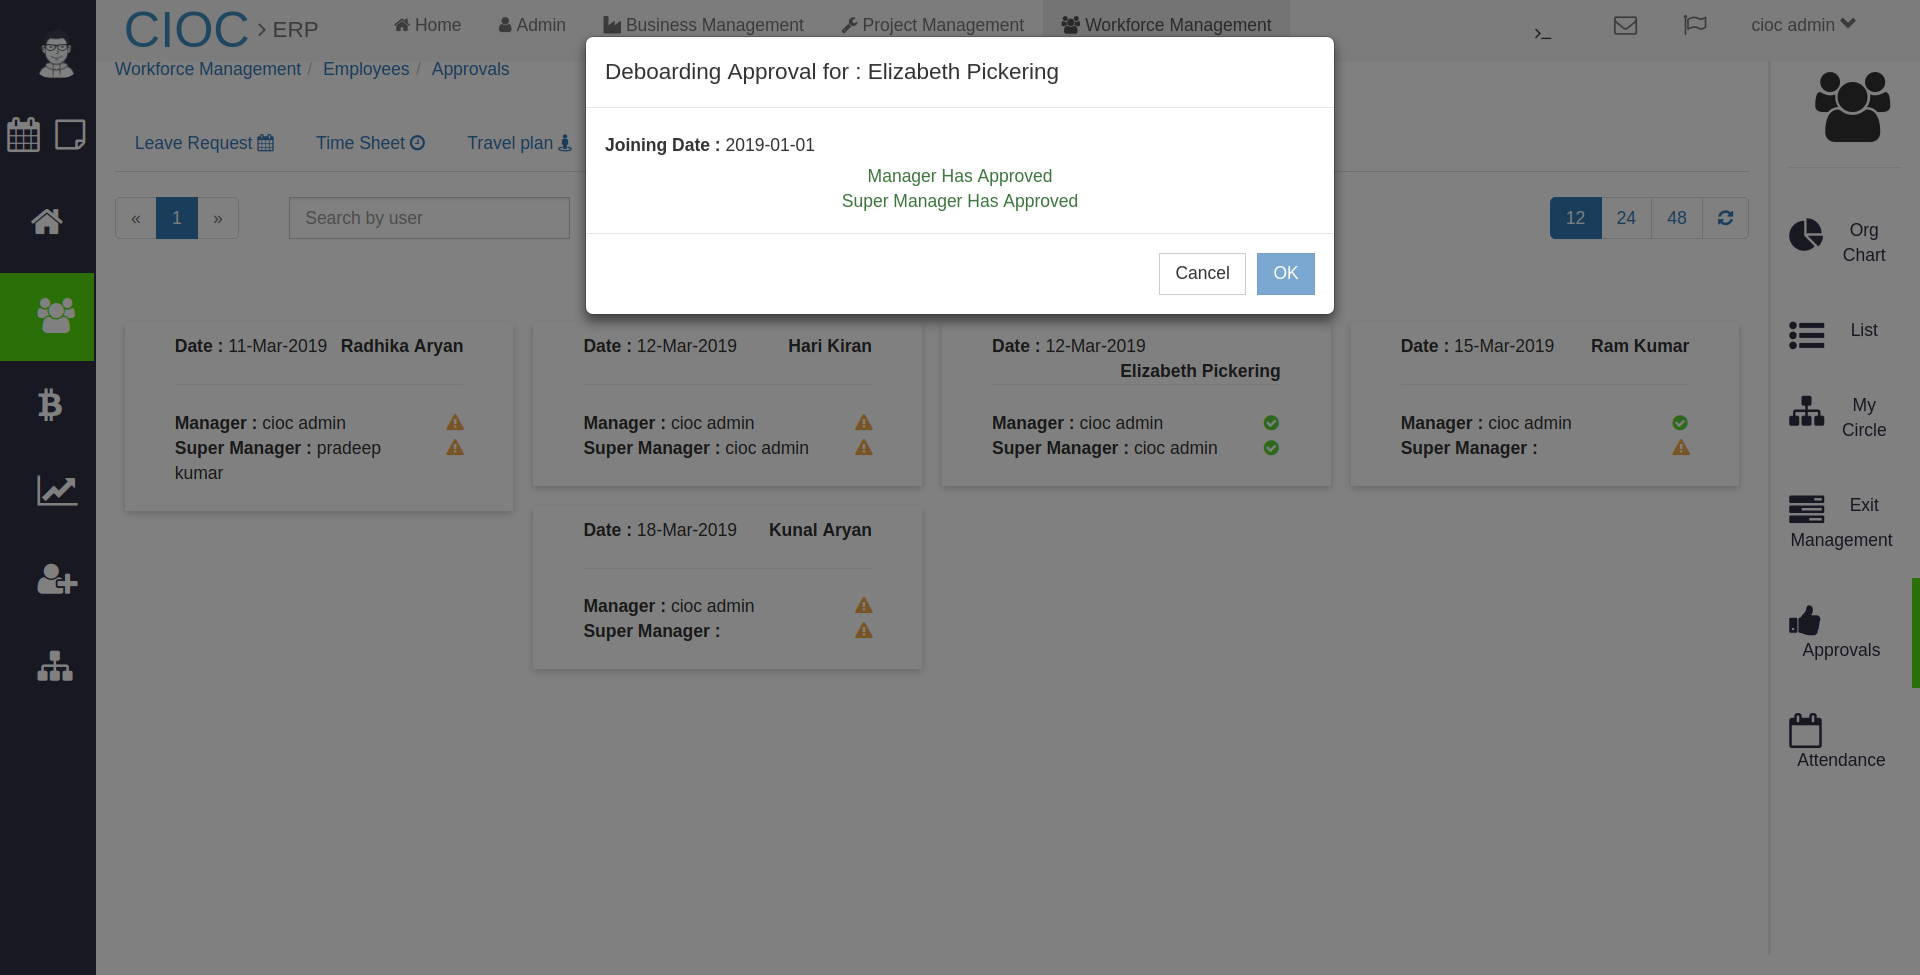 CIOC > ERP
Home
Admin
Business Management
Project Management
Workforce Management
cioc admin
Workforce Management / Employees / Approvals
Deboarding Approval for : Elizabeth Pickering
Joining Date : 2019-01-01
Manager Has Approved
Super Manager Has Approved
Cancel
OK
Leave Request
Time Sheet
Travel plan
« 1 »
Search by user
12 24 48
Date : 11-Mar-2019 Radhika Aryan
Manager : cioc admin
Super Manager : pradeep
kumar
Date : 12-Mar-2019 Hari Kiran
Manager : cioc admin
Super Manager : cioc admin
Date : 12-Mar-2019
Elizabeth Pickering
Manager : cioc admin
Super Manager : cioc admin
Date : 15-Mar-2019 Ram Kumar
Manager : cioc admin
Super Manager :
Date : 18-Mar-2019 Kunal Aryan
Manager : cioc admin
Super Manager :
Org
Chart
List
My
Circle
Exit
Management
Approvals
Attendance